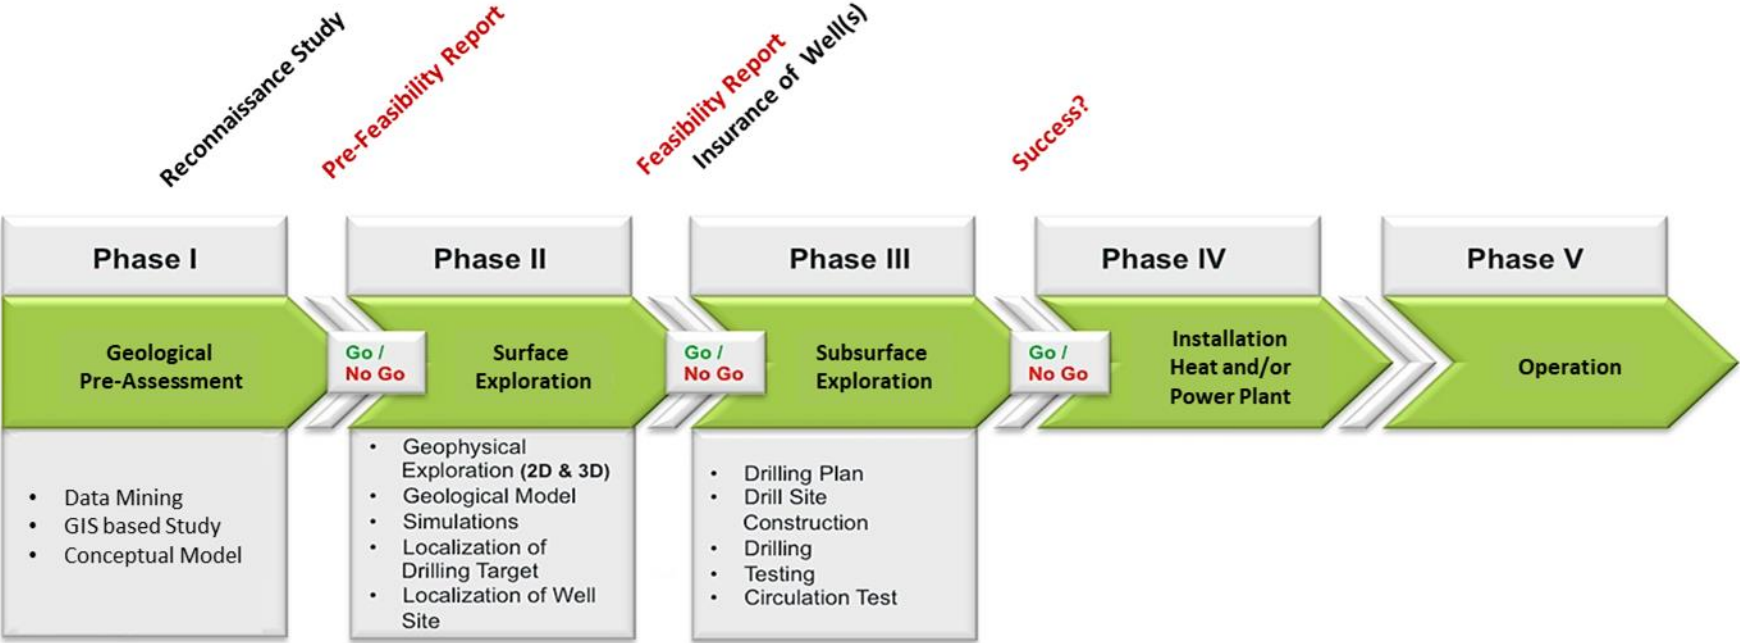 Reconnaissance Study
Pre-Feasibility Report
Feasibility Report
Insurance of Well(s)
Success?
Phase I
Phase II
Phase III
Phase IV
Phase V
Geological
Pre-Assessment
Go /
No Go
Surface
Exploration
Go /
No Go
Subsurface
Exploration
Go /
No Go
Installation
Heat and/or
Power Plant
Operation
• Data Mining
• GIS based Study
• Conceptual Model
• Geophysical
Exploration (2D & 3D)
• Geological Model
• Simulations
• Localization of
Drilling Target
• Localization of Well
Site
• Drilling Plan
• Drill Site
Construction
• Drilling
• Testing
• Circulation Test